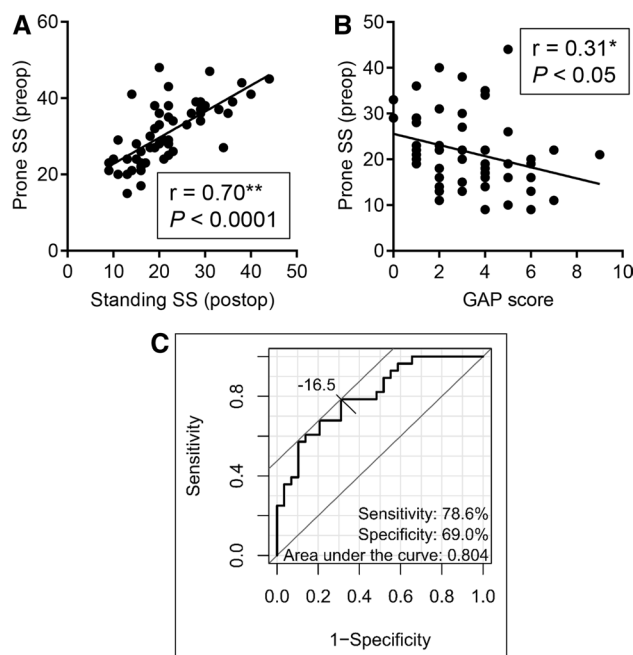 A
Prone SS (preop)
60
40
20
0
r = 0.70**
P < 0.0001
0 10 20 30 40 50
Standing SS (postop)
B
Prone SS (preop)
50
40
30
20
10
0
r = 0.31*
P < 0.05
0 2 4 6 8 10
GAP score
C
Sensitivity
0.8
0.4
0.0
-16.5
Sensitivity: 78.6%
Specificity: 69.0%
Area under the curve: 0.804
0.0 0.2 0.4 0.6 0.8 1.0
1−Specificity